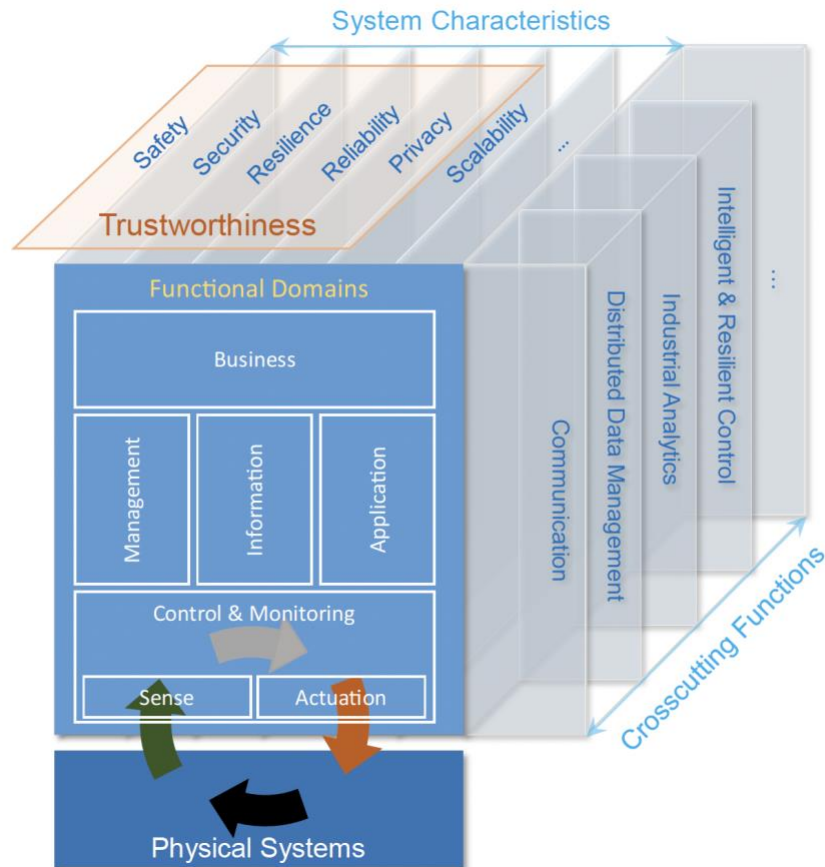 System Characteristics
Safety
Security
Resilience
Reliability
Privacy
Scalability
...
Trustworthiness
Functional Domains
Business
Management
Information
Application
Control & Monitoring
Sense
Actuation
Physical Systems
Communication
Distributed Data Management
Industrial Analytics
Intelligent & Resilient Control
...
Crosscutting Functions